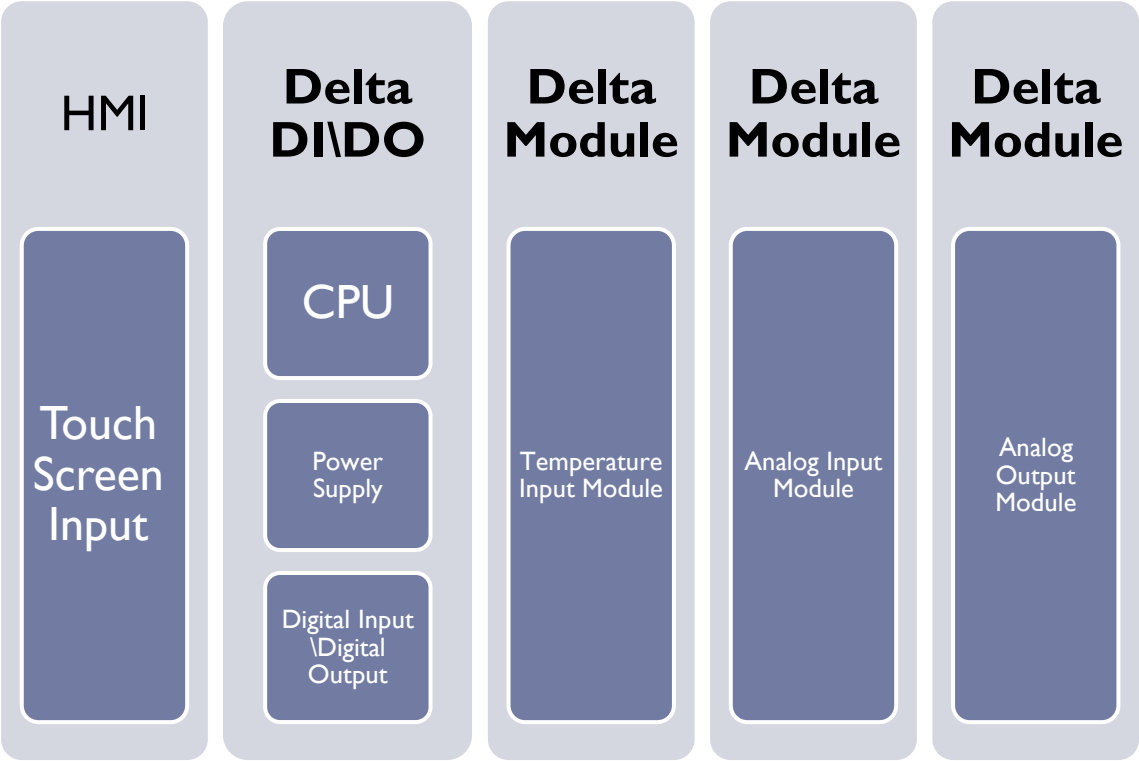 HMI
Touch
Screen
Input
Delta
DI\DO
CPU
Power
Supply
Digital Input
\Digital
Output
Delta
Module
Temperature
Input Module
Delta
Module
Analog Input
Module
Delta
Module
Analog
Output
Module